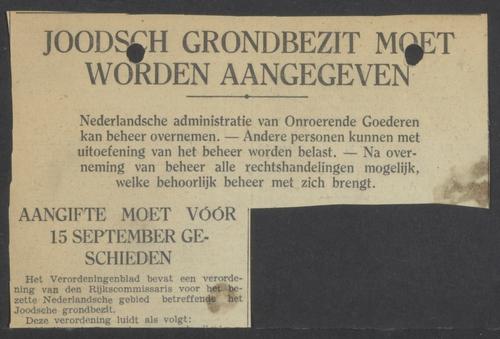 JOODSCH GRONDBEZIT MOET
WORDEN AANGEGEVEN
Nederlandsche administratie van Onroerende Goederen
kan beheer overnemen. — Andere personen kunnen met
uitoefening van het beheer worden belast. — Na over-
neming van beheer alle rechtshandelingen mogelijk,
welke behoorlijk beheer met zich brengt.
AANGIFTE MOET VÓÓR
15 SEPTEMBER GE-
SCHIEDEN
Het Verordeningenblad bevat een verorde-
ning van den Rijkscommissaris voor het be-
zette Nederlandsche gebied betreffende het
Joodsche grondbezit.
Deze verordening luidt als volgt: